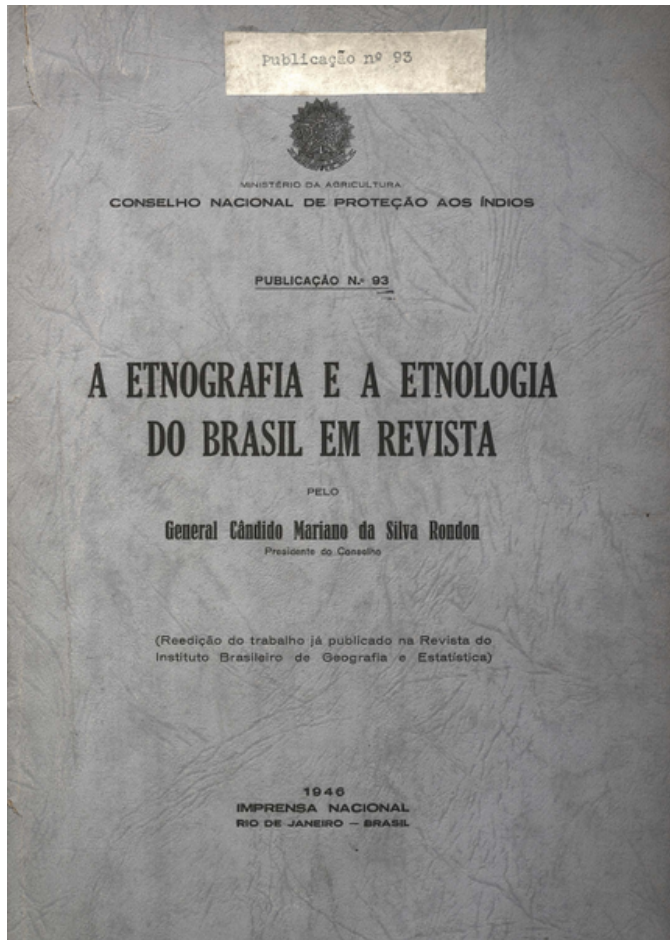 Publicação nº 93
MINISTÉRIO DA AGRICULTURA
CONSELHO NACIONAL DE PROTEÇÃO AOS ÍNDIOS
PUBLICAÇÃO N.º 93
A ETNOGRAFIA E A ETNOLOGIA
DO BRASIL EM REVISTA
PELO
General Cândido Mariano da Silva Rondon
Presidente do Conselho
(Reedição do trabalho já publicado na Revista do
Instituto Brasileiro de Geografia e Estatística)
1946
IMPRENSA NACIONAL
RIO DE JANEIRO — BRASIL